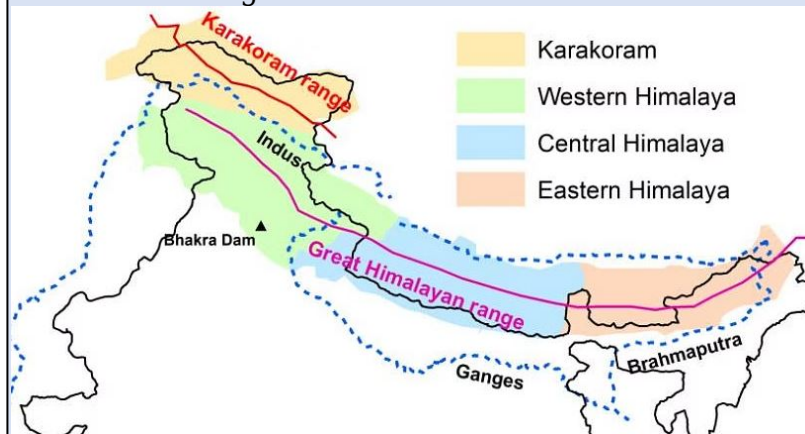 Karakoram range
Karakoram
Western Himalaya
Central Himalaya
Eastern Himalaya
Indus
Bhakra Dam
Great Himalayan range
Ganges
Brahmaputra